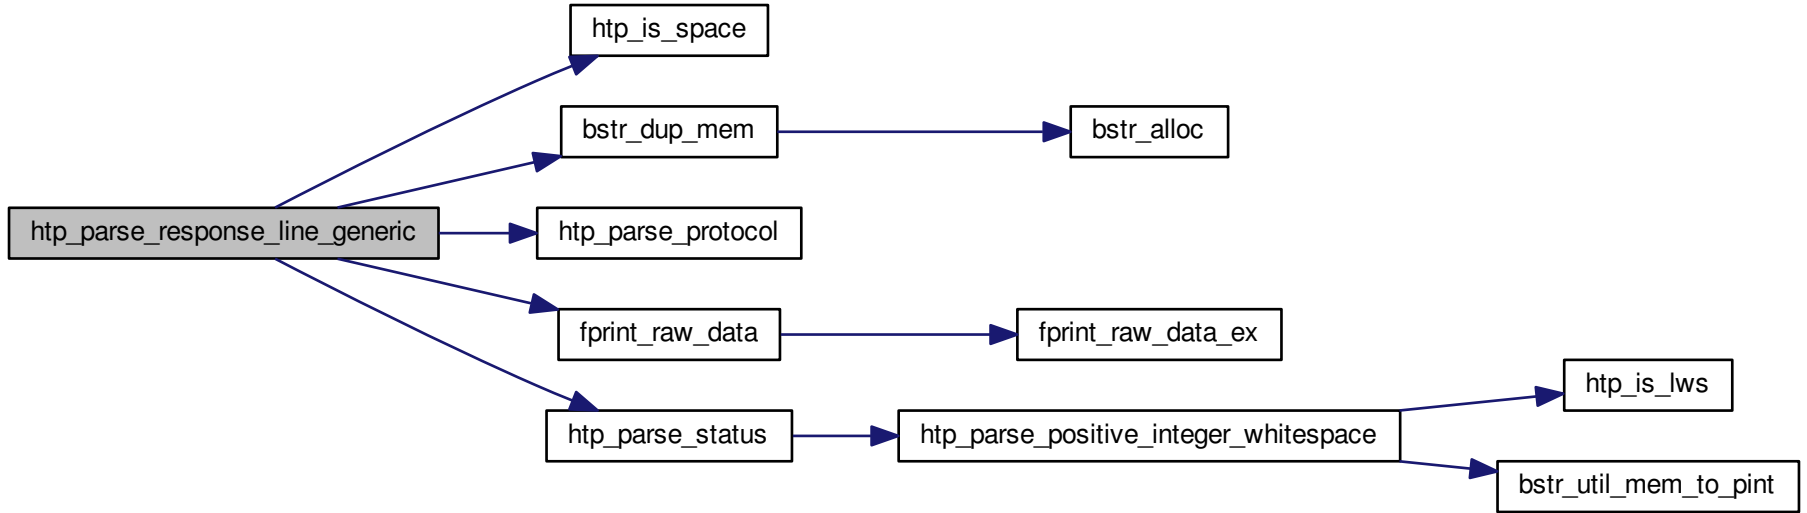 htp_is_space
bstr_dup_mem
bstr_alloc
htp_parse_response_line_generic
htp_parse_protocol
fprint_raw_data
fprint_raw_data_ex
htp_is_lws
htp_parse_status
htp_parse_positive_integer_whitespace
bstr_util_mem_to_pint